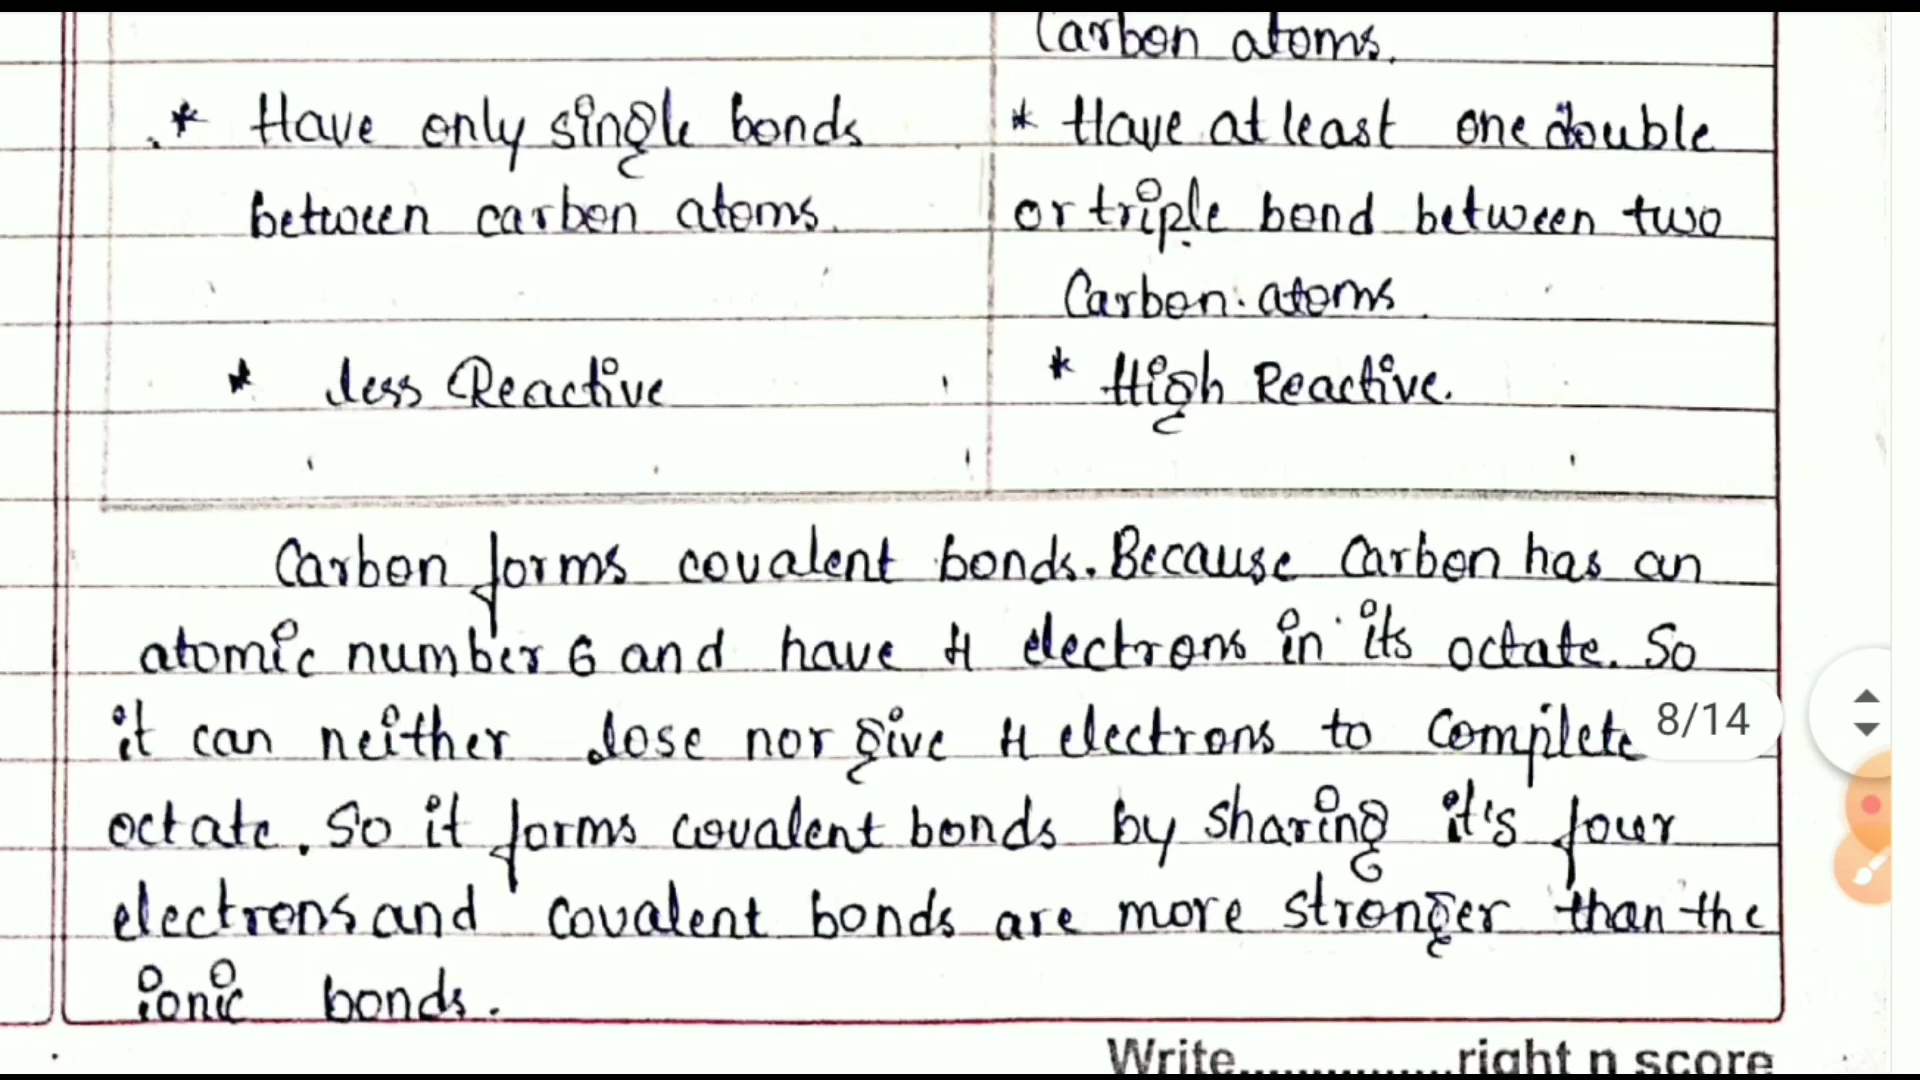 Carbon atoms.
* Have only single bonds
between carbon atoms.
* Have at least one double
or triple bond between two
Carbon atoms
* less Reactive
* High Reactive.
Carbon forms covalent bonds. Because Carbon has an
atomic number 6 and have 4 electrons in its octate. So
it can neither lose nor give 4 electrons to complete
octate. So it forms covalent bonds by sharing it's four
electrons and covalent bonds are more stronger than the
ionic bonds.
8/14
Write...............right n score